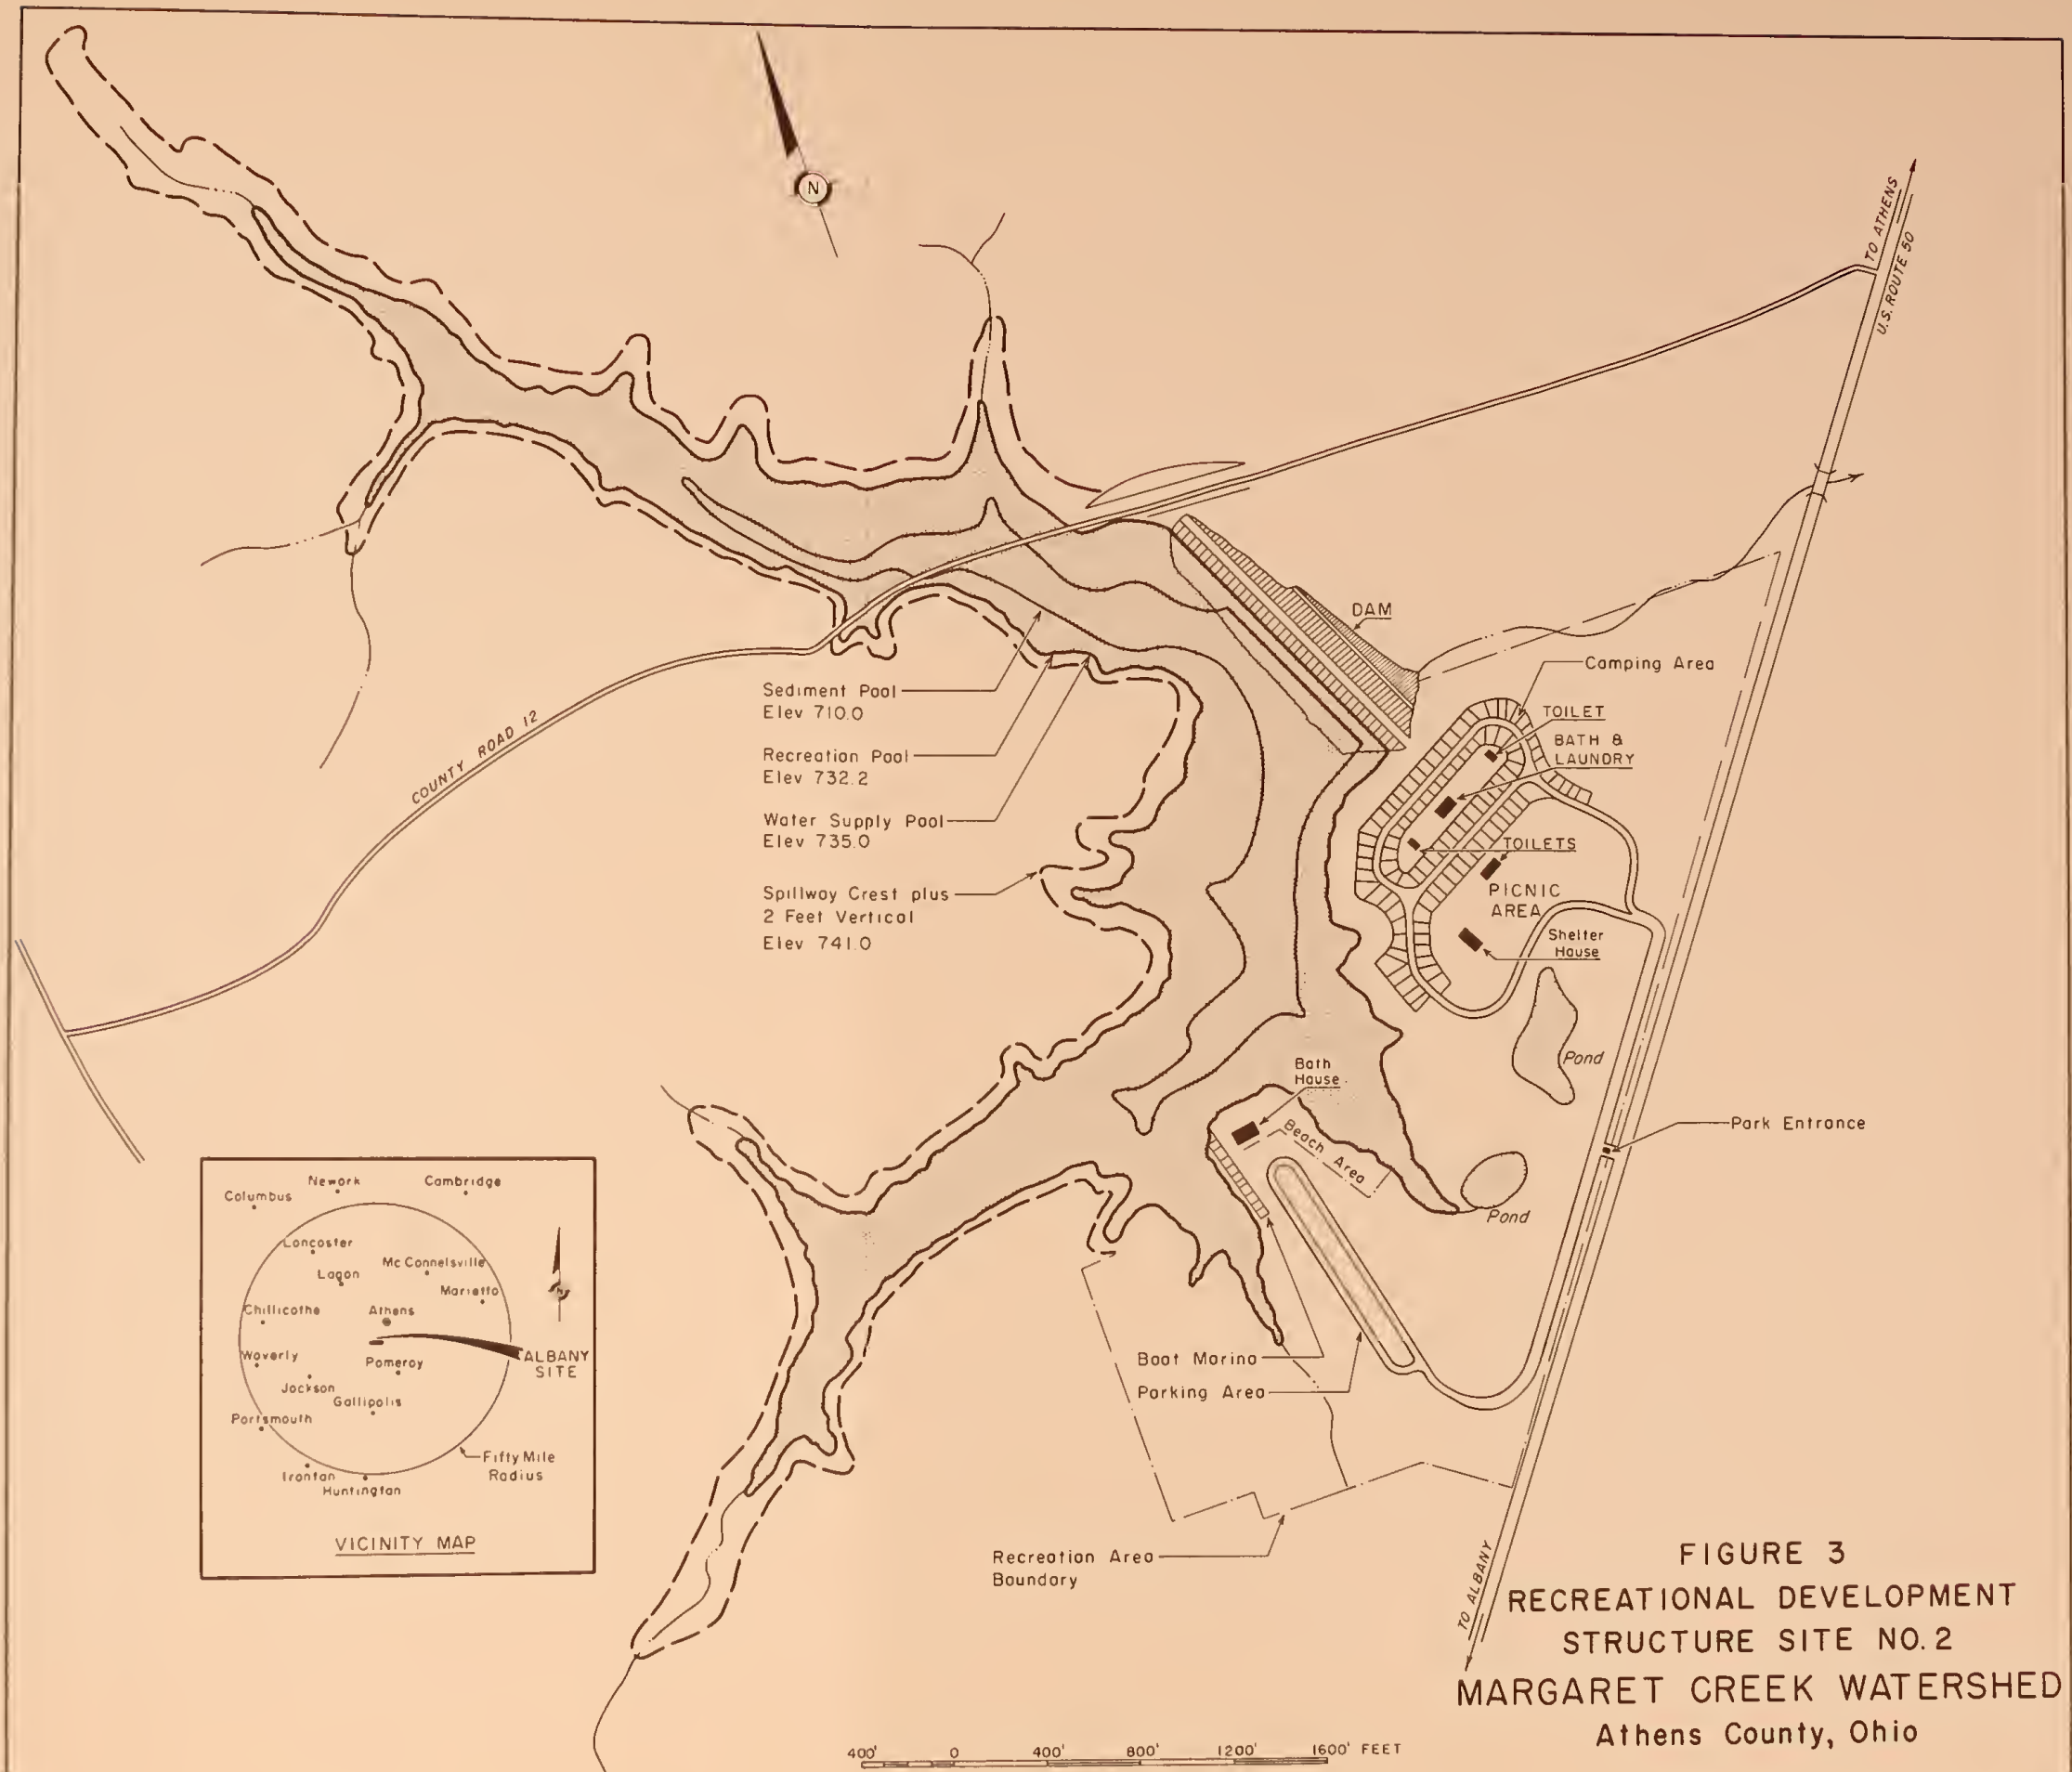 N
TO ATHENS
U.S. ROUTE 50
DAM
Camping Area
TOILET
BATH &
LAUNDRY
TOILETS
PICNIC
AREA
Shelter
House
Pond
Sediment Pool
Elev 710.0
Recreation Pool
Elev 732.2
Water Supply Pool
Elev 735.0
Spillway Crest plus
2 Feet Vertical
Elev 741.0
COUNTY ROAD 12
Bath
House
Beach Area
Park Entrance
Pond
Boat Marina
Parking Area
Recreation Area
Boundary
TO ALBANY
Newark
Cambridge
Columbus
Lancaster
McConnelsville
Logan
Marietta
Chillicothe
Athens
N
Waverly
Pomeroy
ALBANY
SITE
Jackson
Gallipolis
Portsmouth
Fifty Mile
Radius
Ironton
Huntington
VICINITY MAP
FIGURE 3
RECREATIONAL DEVELOPMENT
STRUCTURE SITE NO. 2
MARGARET CREEK WATERSHED
Athens County, Ohio
400' 0 400' 800' 1200' 1600' FEET